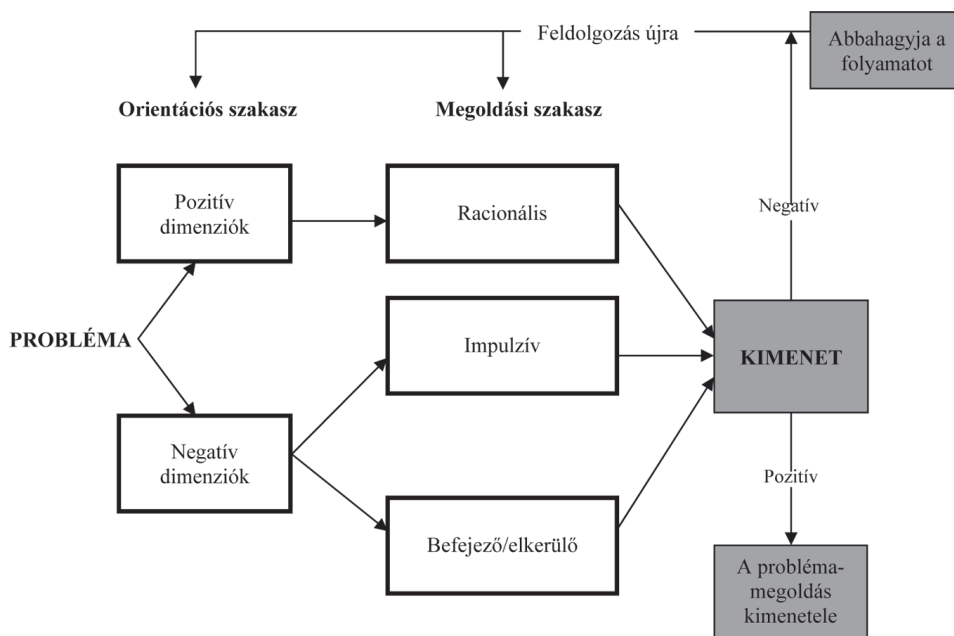 Feldolgozás újra
Abbahagyja a
folyamatot
Orientációs szakasz
Megoldási szakasz
Pozitív
dimenziók
Racionális
Negatív
PROBLÉMA
Impulzív
KIMENET
Negatív
dimenziók
Pozitív
Befejező/elkerülő
A probléma-
megoldás
kimenetele